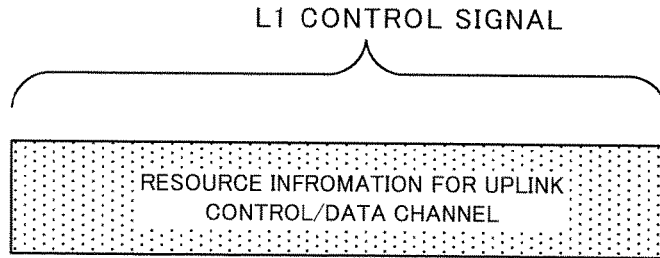 L1 CONTROL SIGNAL
RESOURCE INFROMATION FOR UPLINK
CONTROL/DATA CHANNEL